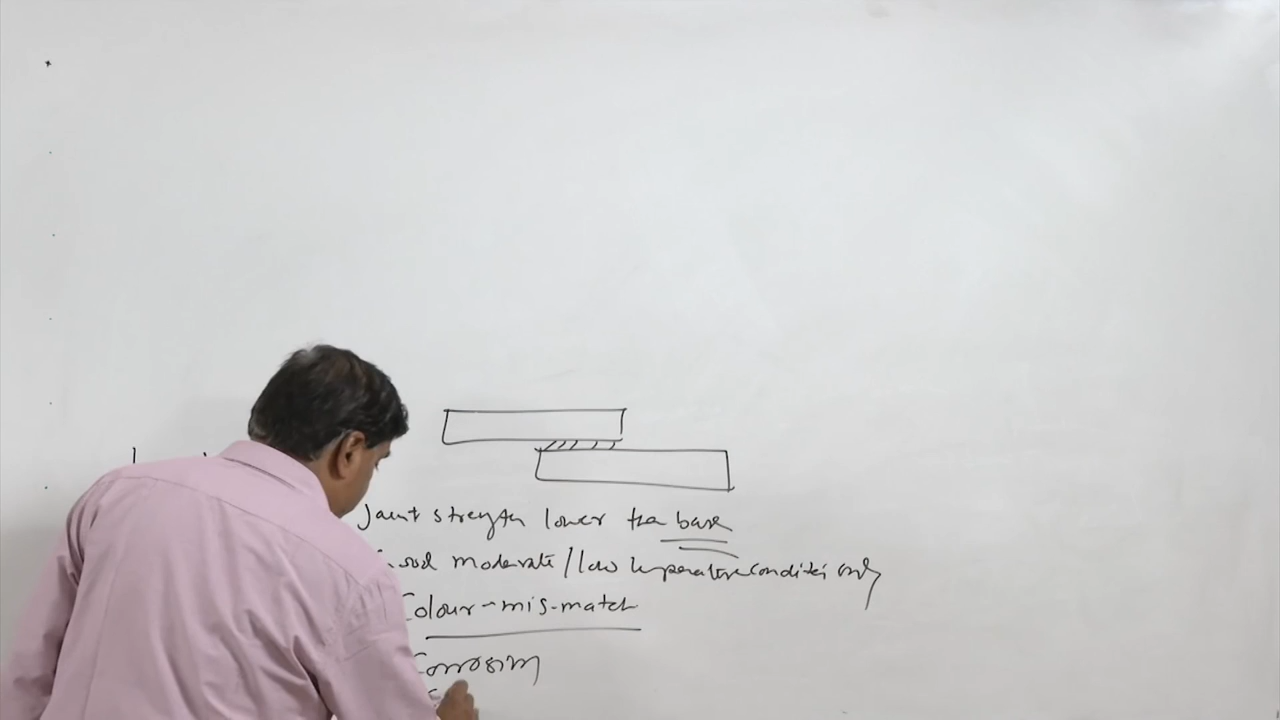 Joint strength lower than base
Good moderate/low temperature condition only
Colour-mis-match
Corrosion